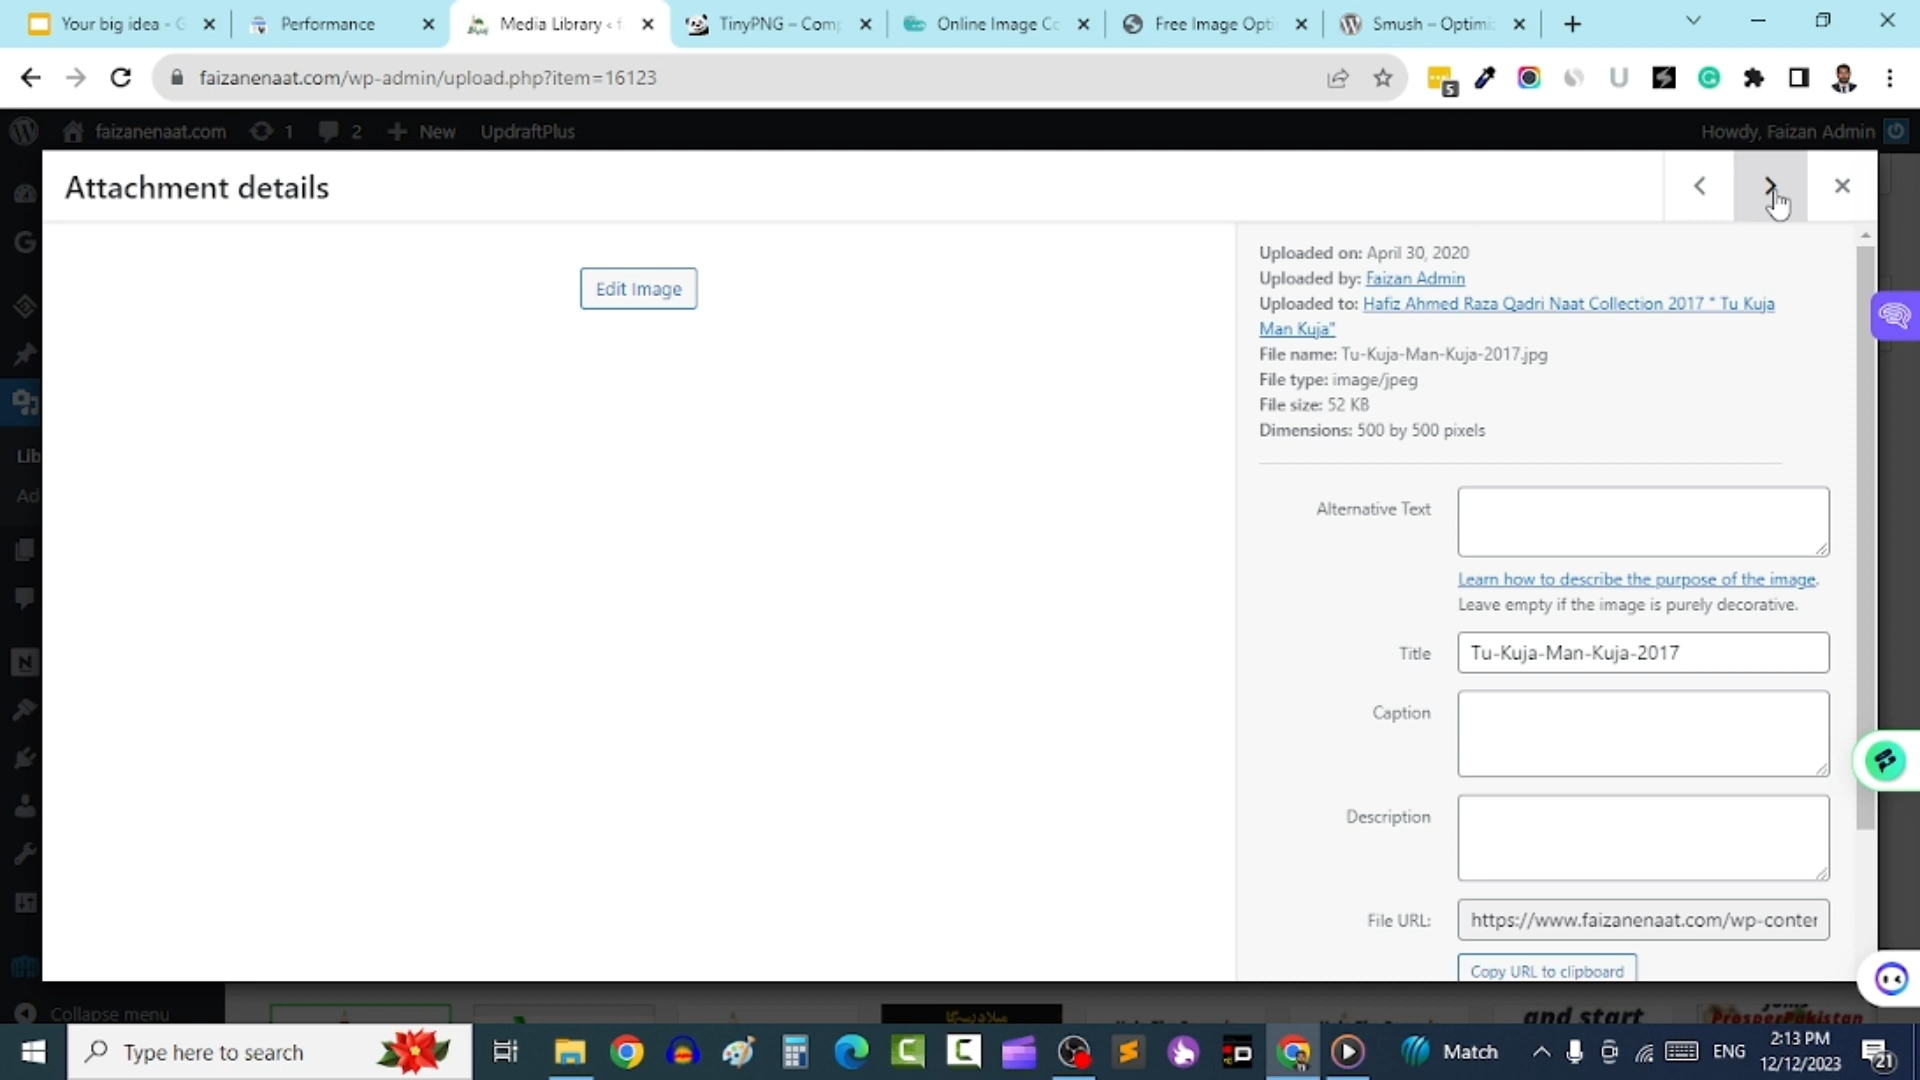 Your big idea - G
Performance
Media Library ‹ f
TinyPNG – Comp
Online Image Co
Free Image Opti
Smush – Optimi
faizanenaat.com/wp-admin/upload.php?item=16123
5
faizanenaat.com 1 2 New UpdraftPlus
Howdy, Faizan Admin
Attachment details
Edit Image
Uploaded on: April 30, 2020
Uploaded by: Faizan Admin
Uploaded to: Hafiz Ahmed Raza Qadri Naat Collection 2017 " Tu Kuja
Man Kuja"
File name: Tu-Kuja-Man-Kuja-2017.jpg
File type: image/jpeg
File size: 52 KB
Dimensions: 500 by 500 pixels
Alternative Text
Learn how to describe the purpose of the image.
Leave empty if the image is purely decorative.
Title
Tu-Kuja-Man-Kuja-2017
Caption
Description
File URL:
https://www.faizanenaat.com/wp-conter
Copy URL to clipboard
Lib
Ad
Collapse menu
and start
ProsperPakistan
Type here to search
Match
ENG
2:13 PM
12/12/2023
21